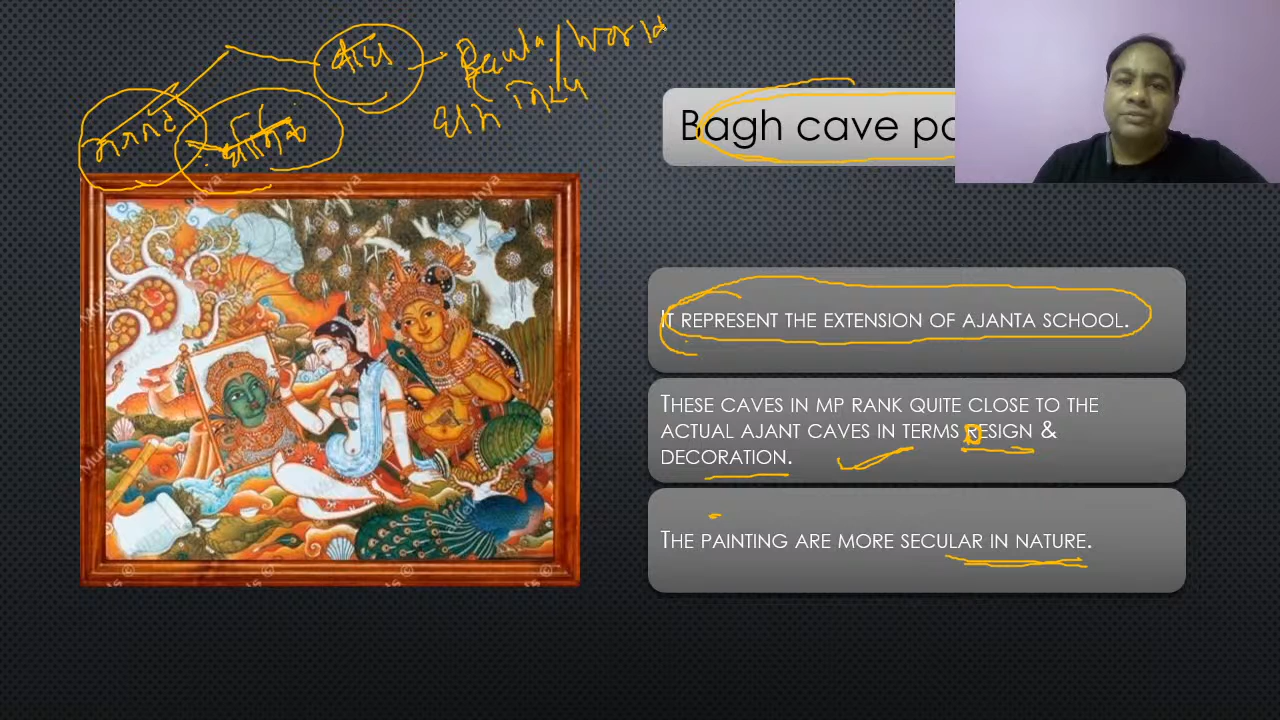 बाघ
धार्मिक
Bagh cave pa
IT REPRESENT THE EXTENSION OF AJANTA SCHOOL.
THESE CAVES IN MP RANK QUITE CLOSE TO THE
ACTUAL AJANT CAVES IN TERMS RESIGN &
DECORATION.
THE PAINTING ARE MORE SECULAR IN NATURE.